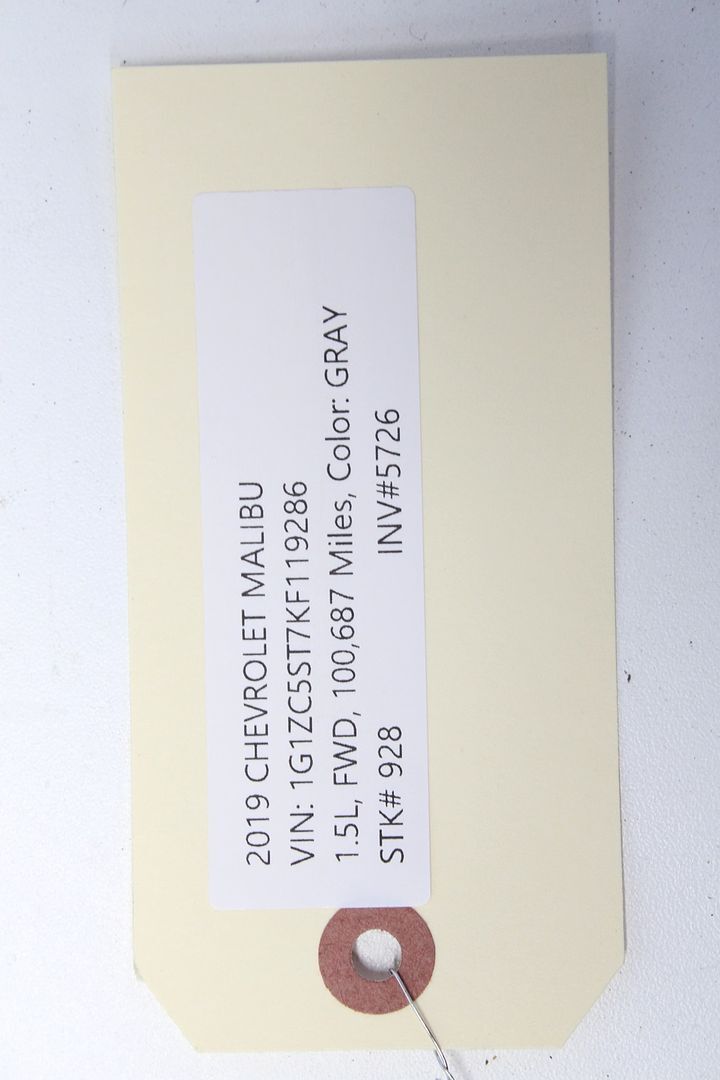 2019 CHEVROLET MALIBU
VIN: 1G1ZC5ST7KF119286
1.5L, FWD, 100,687 Miles, Color: GRAY
STK# 928 INV#5726